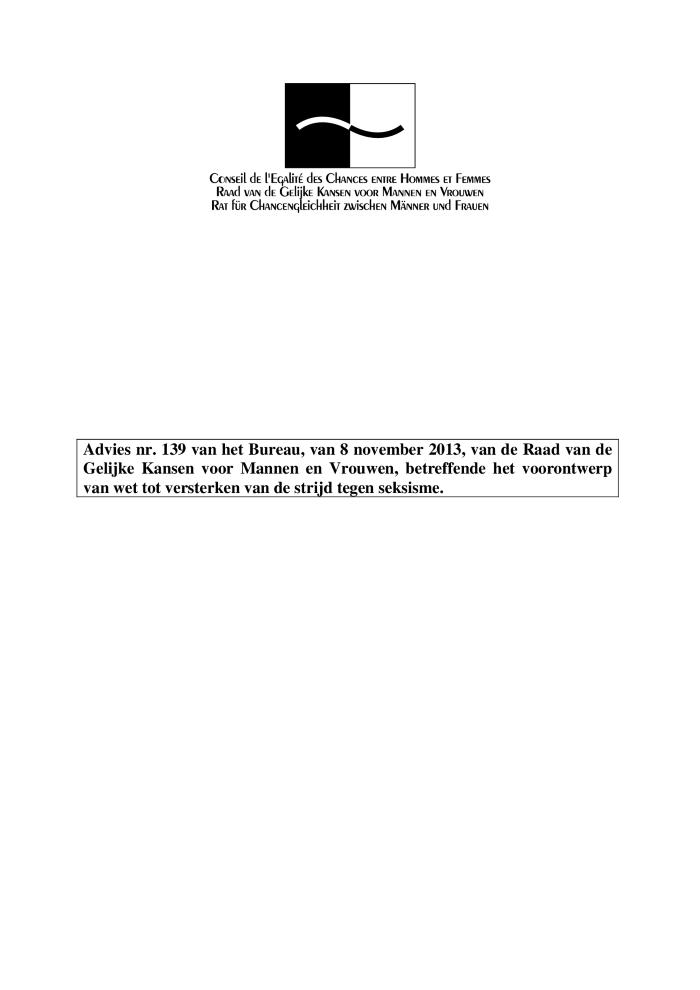 Conseil de l'Egalité des Chances entre Hommes et Femmes
Raad van de Gelijke Kansen voor Mannen en Vrouwen
Rat für Chancengleichheit zwischen Männer und Frauen
Advies nr. 139 van het Bureau, van 8 november 2013, van de Raad van de
Gelijke Kansen voor Mannen en Vrouwen, betreffende het voorontwerp
van wet tot versterken van de strijd tegen seksisme.